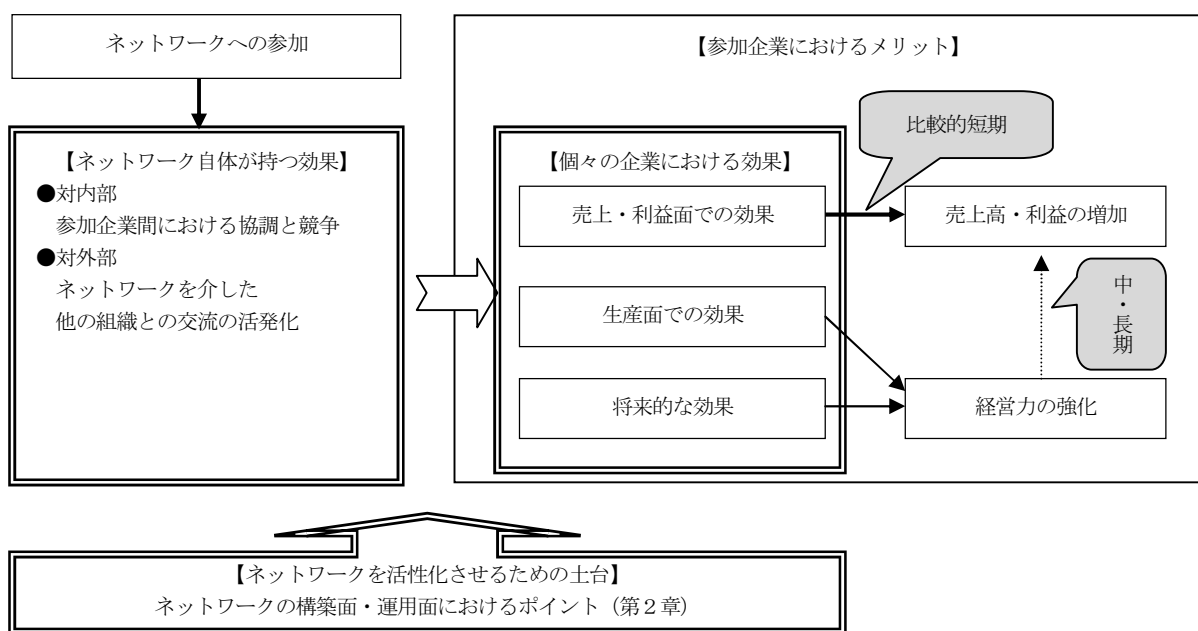 ネットワークへの参加
【ネットワーク自体が持つ効果】
●対内部
参加企業間における協調と競争
●対外部
ネットワークを介した
他の組織との交流の活発化
【参加企業におけるメリット】
比較的短期
【個々の企業における効果】
売上・利益面での効果
売上高・利益の増加
生産面での効果
中・長期
将来的な効果
経営力の強化
【ネットワークを活性化させるための土台】
ネットワークの構築面・運用面におけるポイント（第２章）